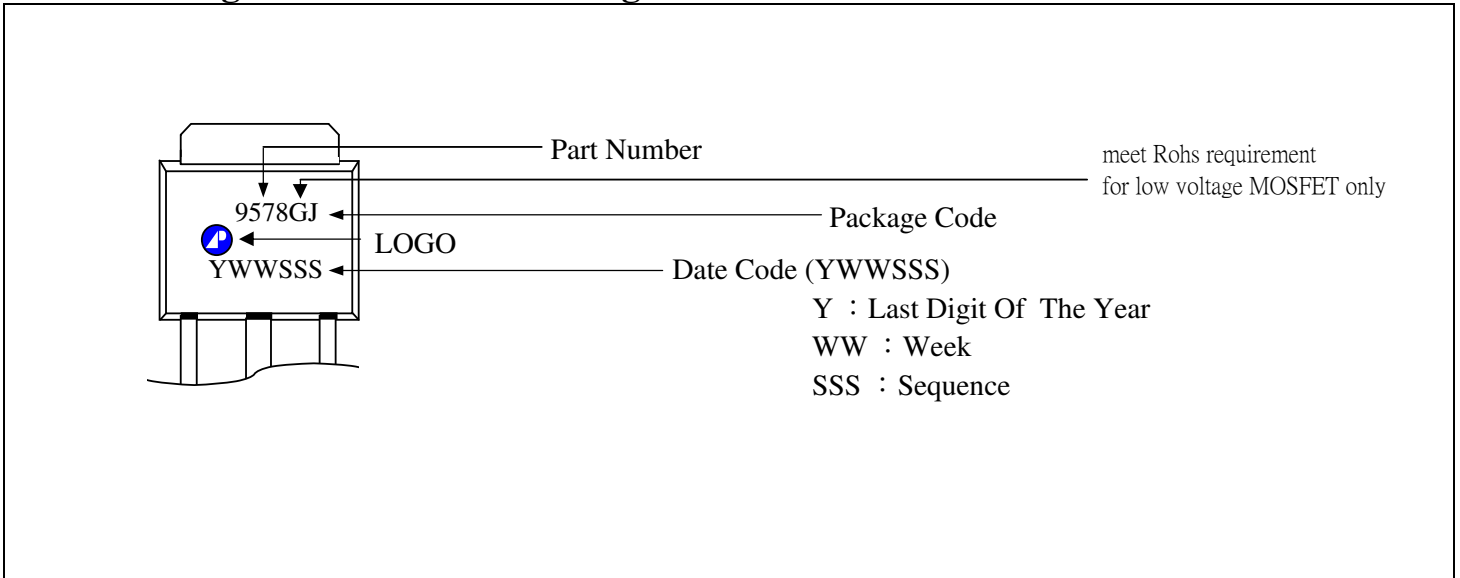 Part Number
meet Rohs requirement
for low voltage MOSFET only
9578GJ
Package Code
LOGO
YWWSSS
Date Code (YWWSSS)
Y : Last Digit Of The Year
WW : Week
SSS : Sequence